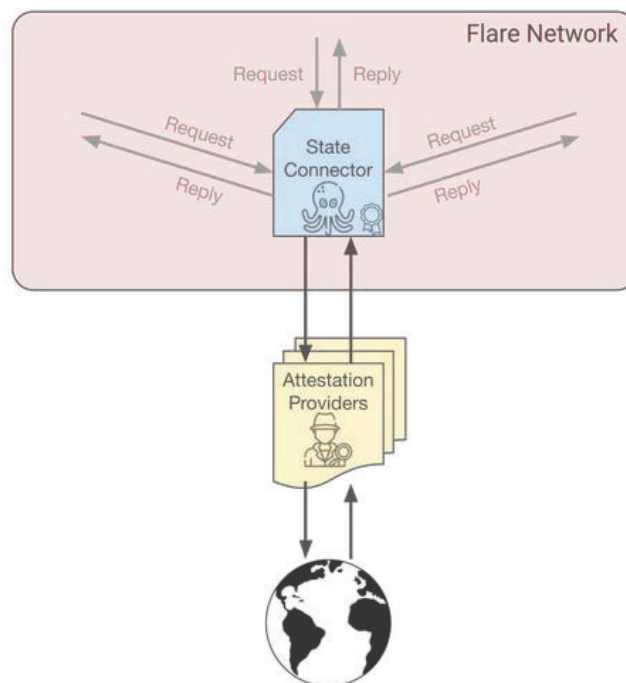 Flare Network
Request
Reply
Request
Request
Reply
Reply
State
Connector
Attestation
Providers